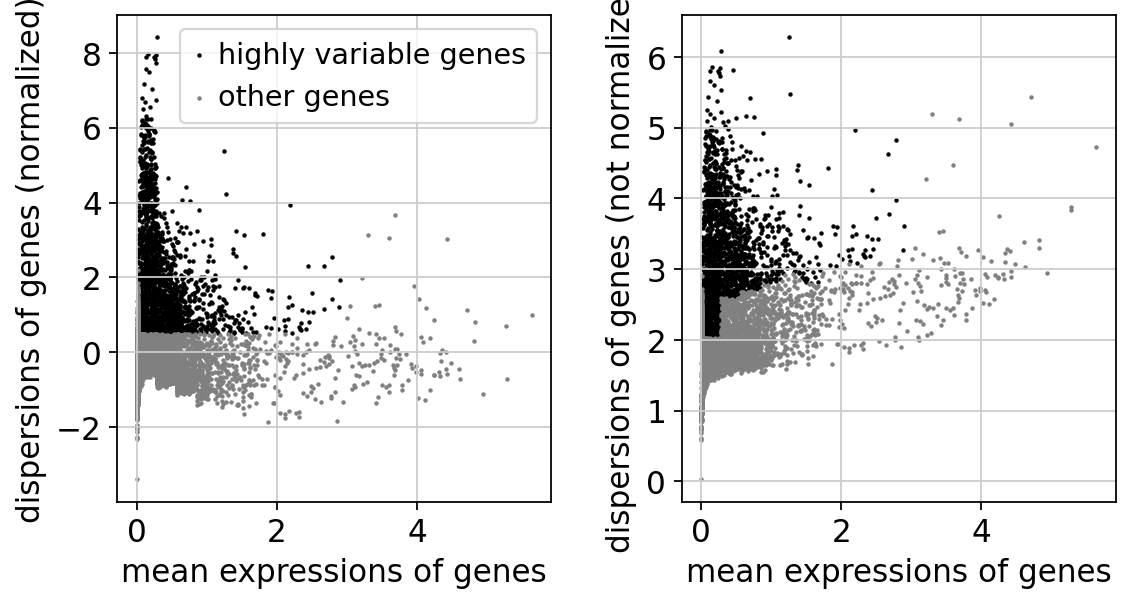 dispersions of genes (normalized)
8
6
4
2
0
−2
0 2 4
mean expressions of genes
highly variable genes
other genes
dispersions of genes (not normalize
6
5
4
3
2
1
0
0 2 4
mean expressions of genes